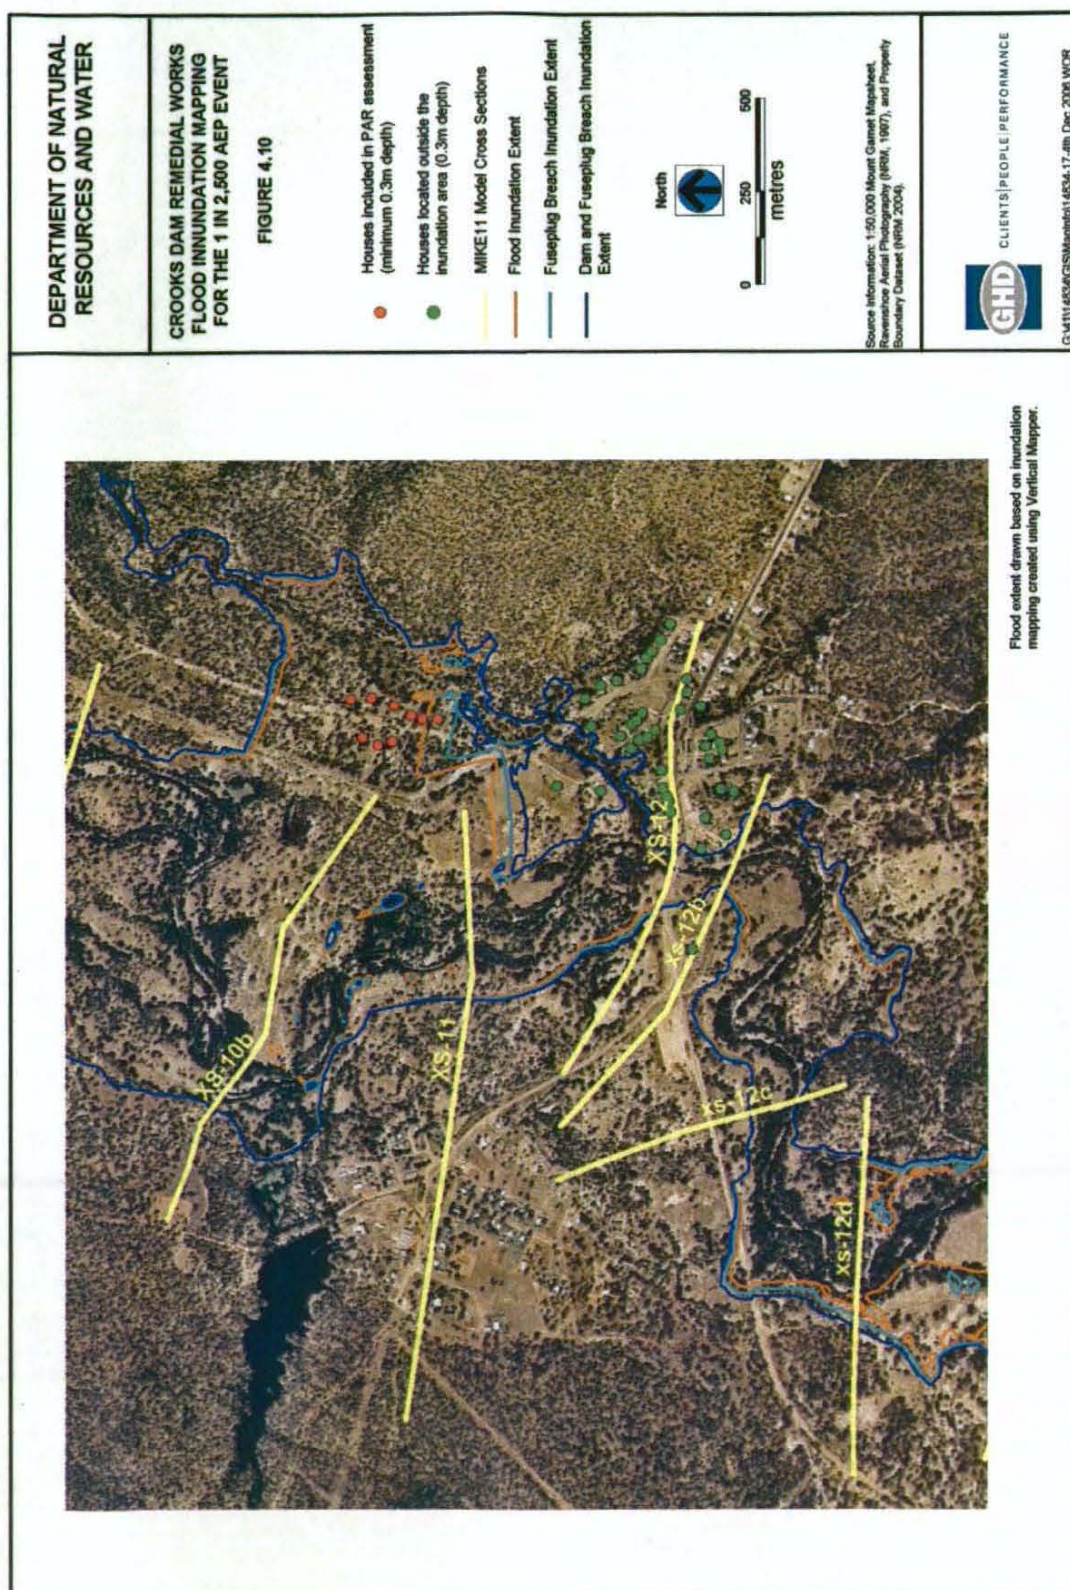 DEPARTMENT OF NATURAL
RESOURCES AND WATER
CROOKS DAM REMEDIAL WORKS
FLOOD INUNDATION MAPPING
FOR THE 1 IN 2,500 AEP EVENT
FIGURE 4.10
Houses included in PAR assessment
(minimum 0.3m depth)
Houses located outside the
inundation area (0.3m depth)
MIKE11 Model Cross Sections
Flood Inundation Extent
Fuseplug Breach Inundation Extent
Dam and Fuseplug Breach Inundation
Extent
North
0 250 500
metres
Source Information: 1:50,000 Mount Garnet Mapsheet,
Ravenshoe Aerial Photography (NRM, 1997), and Property
Boundary Dataset (NRM 2004).
GHD
CLIENTS|PEOPLE|PERFORMANCE
XS-10b
XS-11
XS-12
xs-12b
xs-12c
xs-12d
Flood extent drawn based on inundation
mapping created using Vertical Mapper.